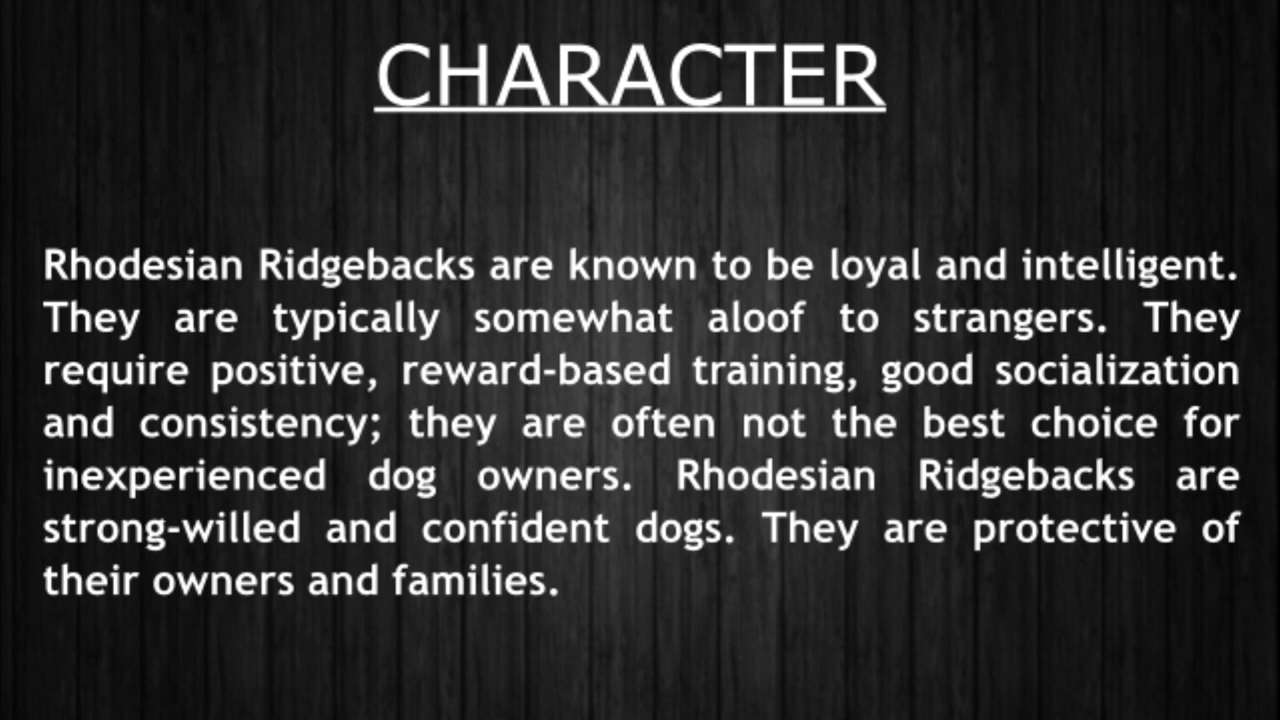 CHARACTER
Rhodesian Ridgebacks are known to be loyal and intelligent.
They are typically somewhat aloof to strangers. They
require positive, reward-based training, good socialization
and consistency; they are often not the best choice for
inexperienced dog owners. Rhodesian Ridgebacks are
strong-willed and confident dogs. They are protective of
their owners and families.